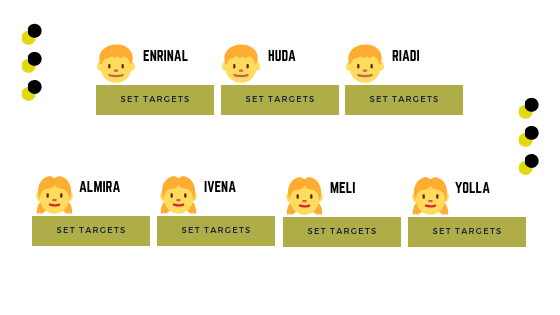 ENRINAL
HUDA
RIADI
SET TARGETS
SET TARGETS
SET TARGETS
ALMIRA
IVENA
MELI
YOLLA
SET TARGETS
SET TARGETS
SET TARGETS
SET TARGETS